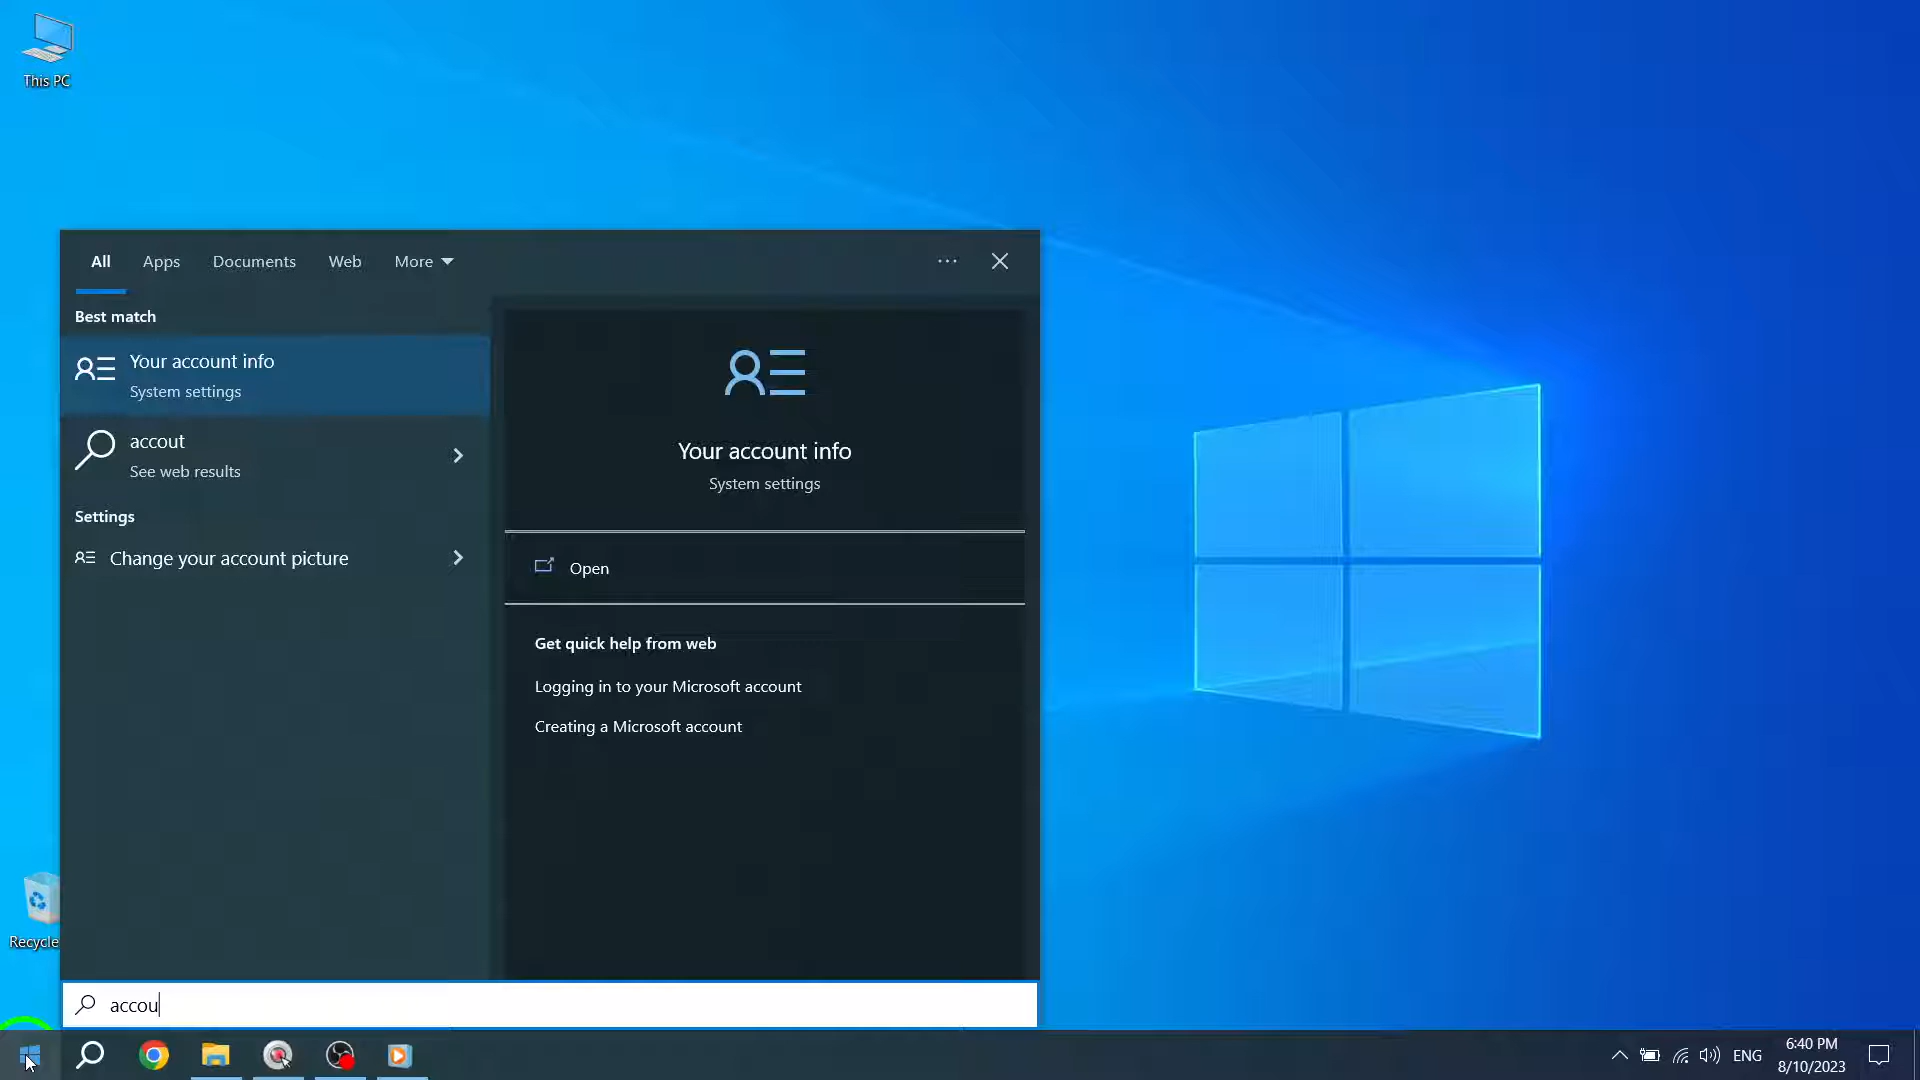 This PC
All Apps Documents Web More
Best match
Your account info
System settings
accout
See web results
Settings
Change your account picture
Your account info
System settings
Open
Get quick help from web
Logging in to your Microsoft account
Creating a Microsoft account
Recycle
accou
ENG
6:40 PM
8/10/2023